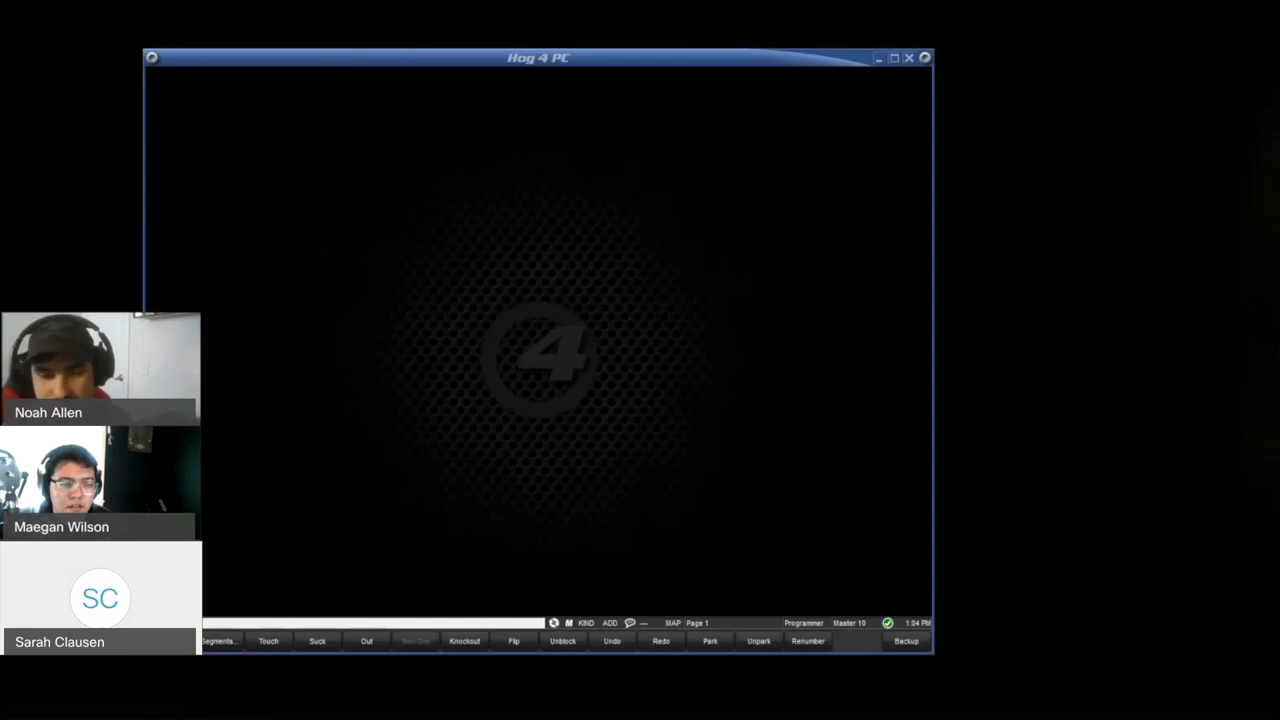 Hog 4 PC
4
Noah Allen
Maegan Wilson
SC
Sarah Clausen
M KIND ADD — MAP Page 1 Programmer Master 10 1:04 PM
Segments... Touch Suck Out Knockout Flip Unblock Undo Redo Park Unpark Renumber Backup